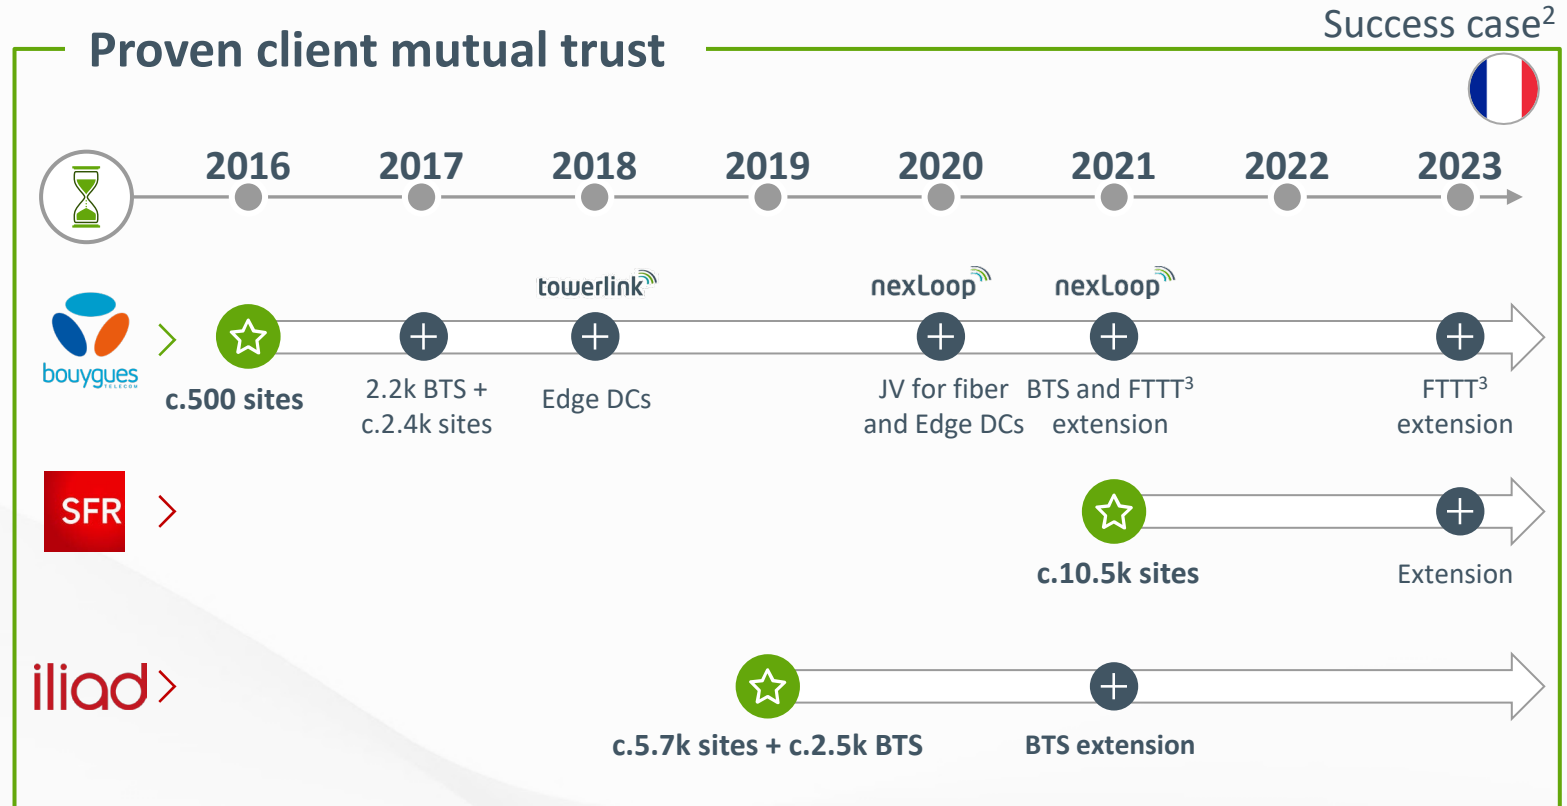 Success case²
Proven client mutual trust
2016 2017 2018 2019 2020 2021 2022 2023
towerlink nexLoop nexLoop
bouygues
TELECOM
c.500 sites
2.2k BTS +
c.2.4k sites
Edge DCs
JV for fiber
and Edge DCs
BTS and FTTT³
extension
FTTT³
extension
SFR
c.10.5k sites
Extension
iliad
c.5.7k sites + c.2.5k BTS
BTS extension